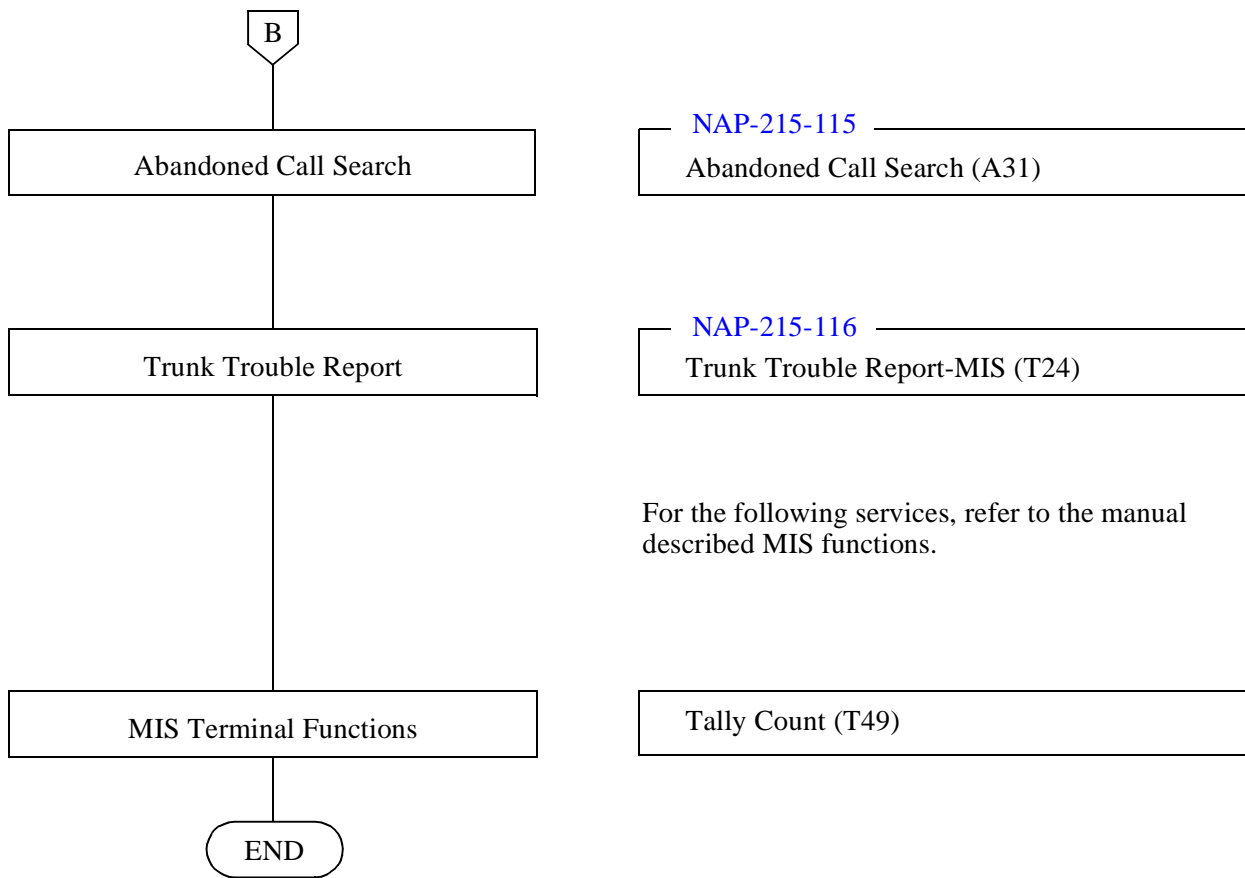 B
Abandoned Call Search
NAP-215-115
Abandoned Call Search (A31)
Trunk Trouble Report
NAP-215-116
Trunk Trouble Report-MIS (T24)
For the following services, refer to the manual
described MIS functions.
MIS Terminal Functions
Tally Count (T49)
END